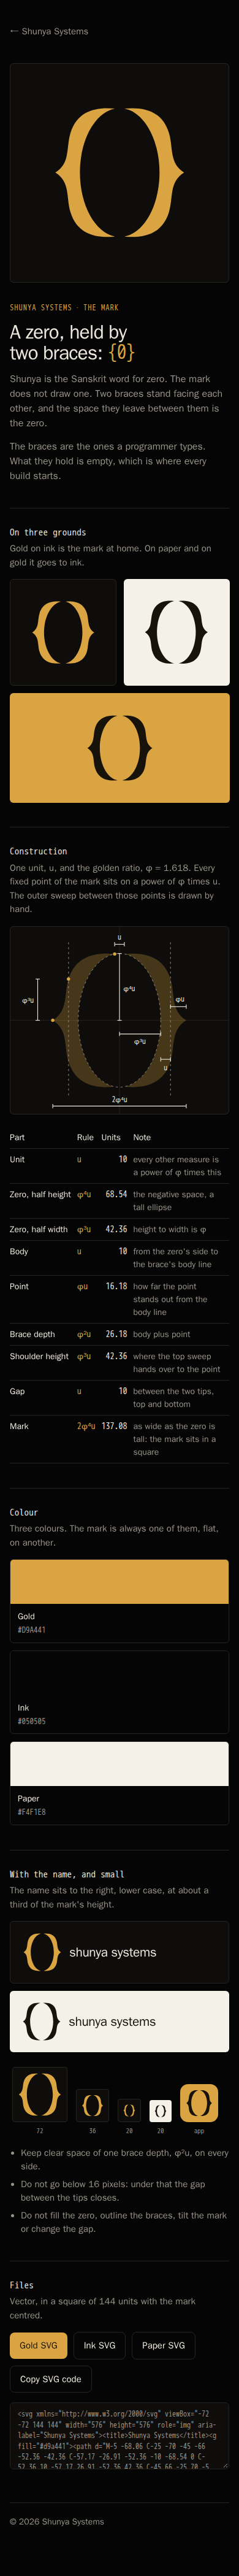 ← Shunya Systems
SHUNYA SYSTEMS · THE MARK
A zero, held by
two braces: {0}
Shunya is the Sanskrit word for zero. The mark
does not draw one. Two braces stand facing each
other, and the space they leave between them is
the zero.
The braces are the ones a programmer types.
What they hold is empty, which is where every
build starts.
On three grounds
Gold on ink is the mark at home. On paper and on
gold it goes to ink.
Construction
One unit, u, and the golden ratio, φ = 1.618. Every
fixed point of the mark sits on a power of φ times u.
The outer sweep between those points is drawn by
hand.
u
φ⁴u
φ³u
φu
φ³u
u
2φ⁴u
Part Rule Units Note
Unit u 10 every other measure is
a power of φ times this
Zero, half height φ⁴u 68.54 the negative space, a
tall ellipse
Zero, half width φ³u 42.36 height to width is φ
Body u 10 from the zero's side to
the brace's body line
Point φu 16.18 how far the point
stands out from the
body line
Brace depth φ²u 26.18 body plus point
Shoulder height φ³u 42.36 where the top sweep
hands over to the point
Gap u 10 between the two tips,
top and bottom
Mark 2φ⁴u 137.08 as wide as the zero is
tall: the mark sits in a
square
Colour
Three colours. The mark is always one of them, flat,
on another.
Gold
#D9A441
Ink
#050505
Paper
#F4F1E8
With the name, and small
The name sits to the right, lower case, at about a
third of the mark's height.
shunya systems
shunya systems
72 36 20 20 app
• Keep clear space of one brace depth, φ²u, on every
side.
• Do not go below 16 pixels: under that the gap
between the tips closes.
• Do not fill the zero, outline the braces, tilt the mark
or change the gap.
Files
Vector, in a square of 144 units with the mark
centred.
Gold SVG Ink SVG Paper SVG
Copy SVG code
<svg xmlns="http://www.w3.org/2000/svg" viewBox="-72
-72 144 144" width="576" height="576" role="img" aria-
label="Shunya Systems"><title>Shunya Systems</title><g
fill="#d9a441"><path d="M-5 -68.06 C-25 -70 -45 -66
-52.36 -42.36 C-57.17 -26.91 -52.36 -10 -68.54 0 C-
© 2026 Shunya Systems